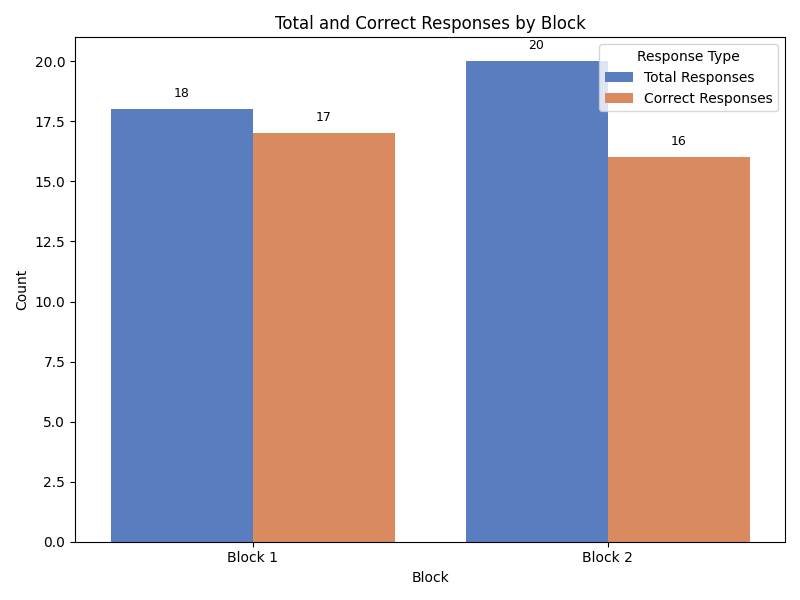 Total and Correct Responses by Block
Response Type
Total Responses
Correct Responses
20
18
17
16
Count
20.0
17.5
15.0
12.5
10.0
7.5
5.0
2.5
0.0
Block 1
Block 2
Block